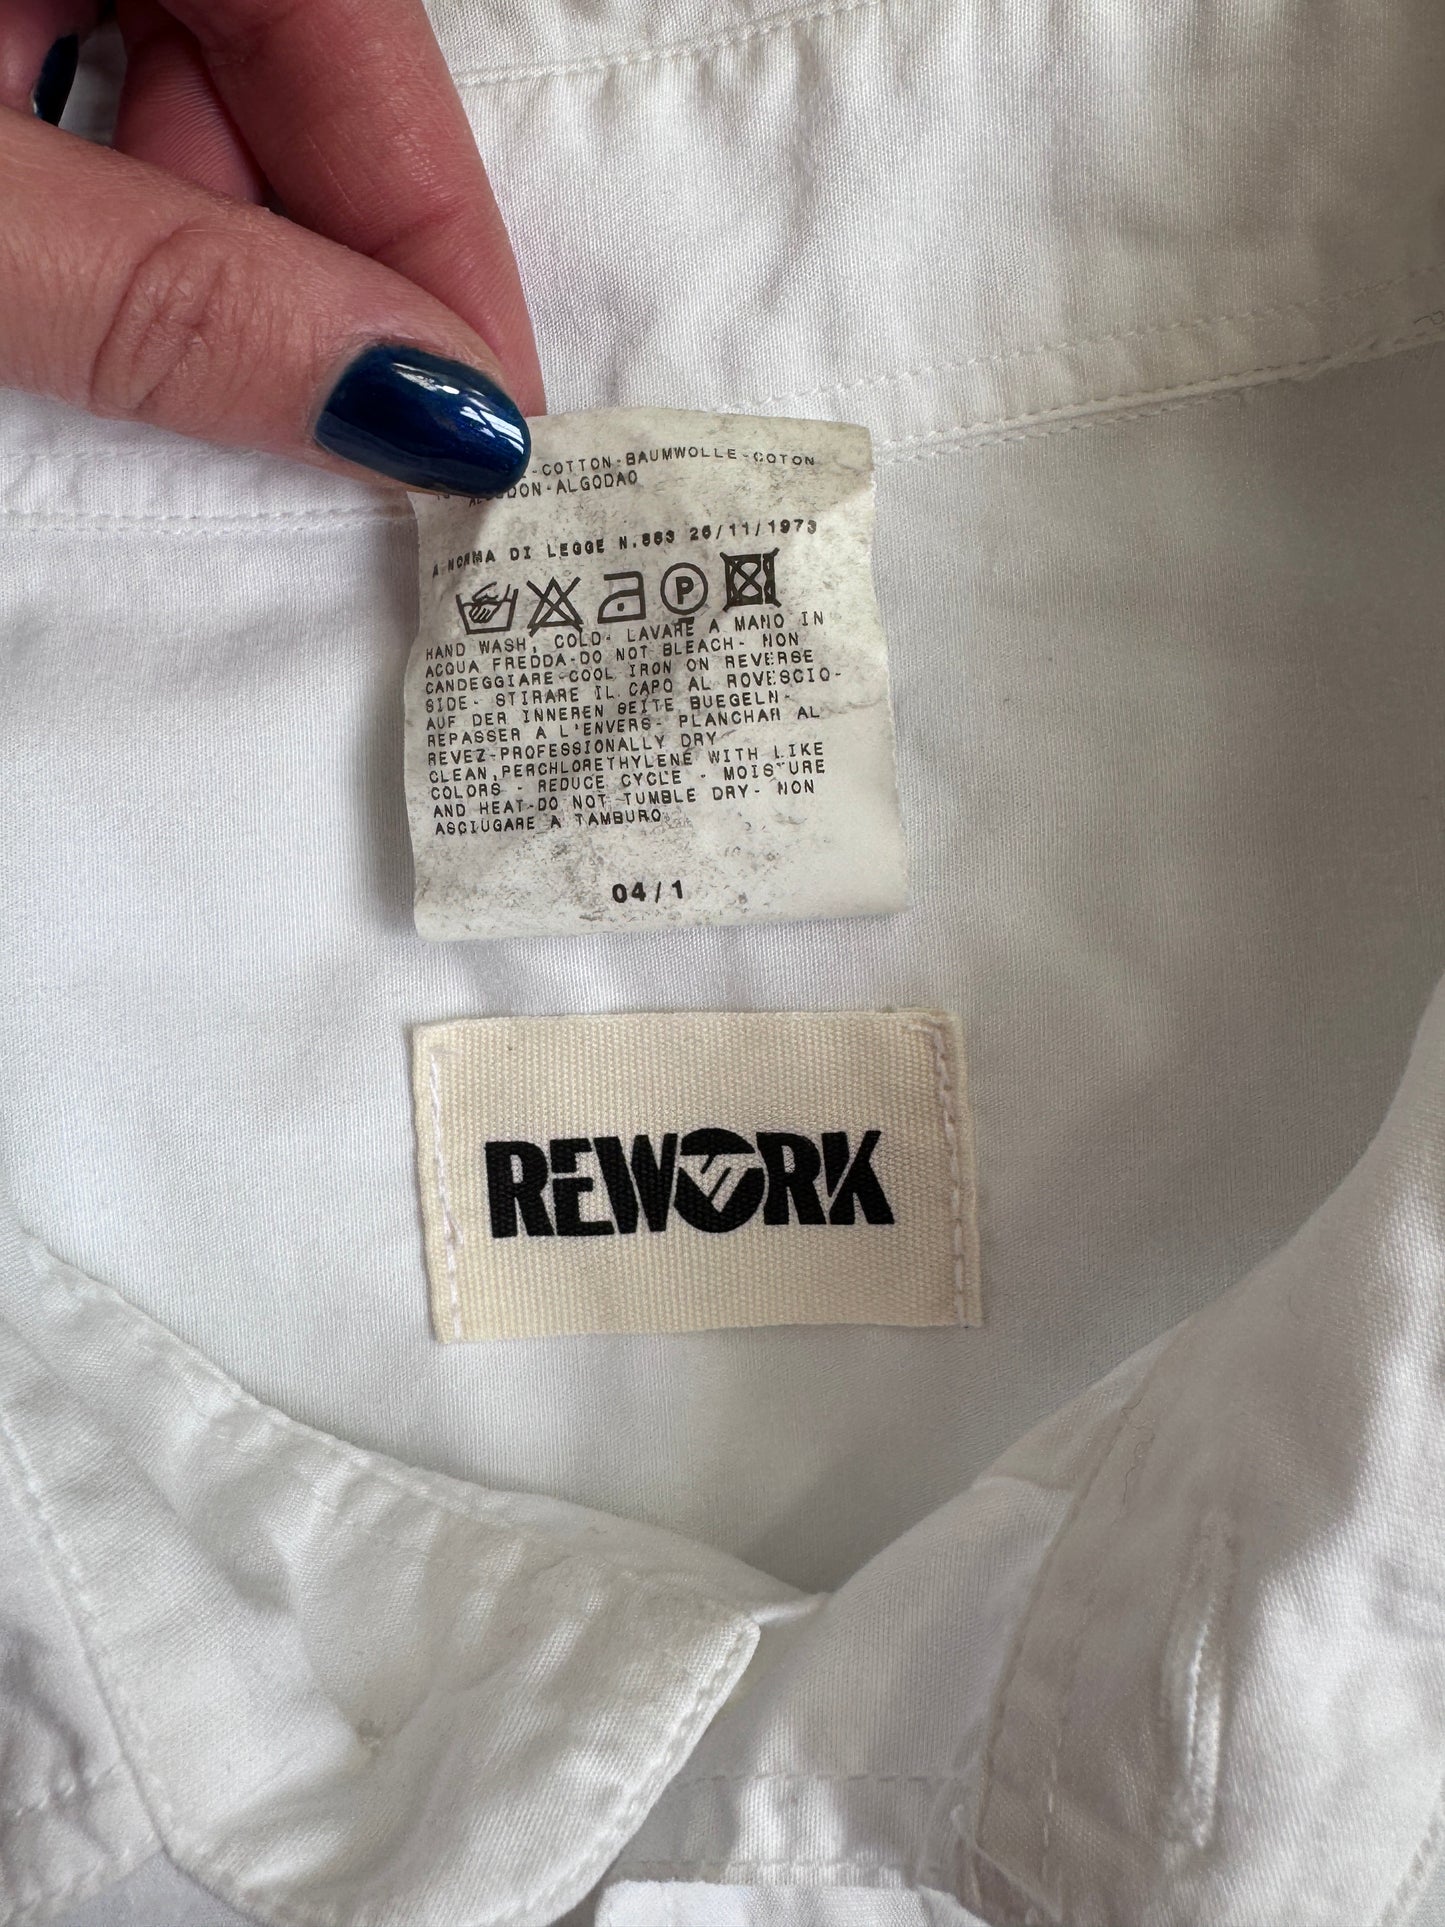 -COTTON-BAUMWOLLE-COTON
ALGODON-ALGODAO
A NORMA DI LEGGE N.883 26/11/1973
P
HAND WASH, COLD- LAVARE A MANO IN
ACQUA FREDDA-DO NOT BLEACH- NON
CANDEGGIARE-COOL IRON ON REVERSE
SIDE- STIRARE IL CAPO AL ROVESCIO-
AUF DER INNEREN SEITE BUEGELN-
REPASSER A L'ENVERS- PLANCHAR AL
REVEZ-PROFESSIONALLY DRY
CLEAN,PERCHLORETHYLENE WITH LIKE
COLORS - REDUCE CYCLE - MOISTURE
AND HEAT-DO NOT TUMBLE DRY- NON
ASCIUGARE A TAMBURO
04/1
REWORK